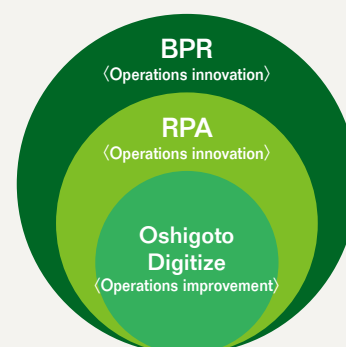 BPR
〈Operations innovation〉
RPA
〈Operations innovation〉
Oshigoto
Digitize
〈Operations improvement〉